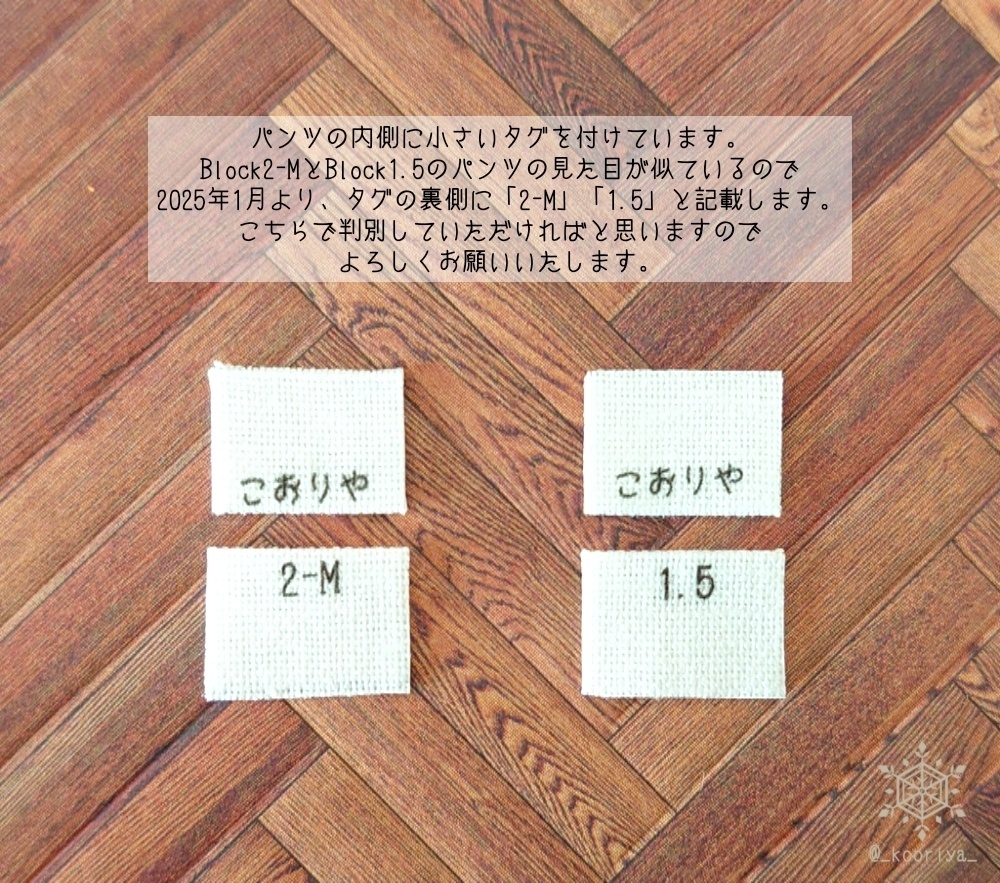 パンツの内側に小さいタグを付けています。
Block2-MとBlock1.5のパンツの見た目が似ているので
2025年1月より、タグの裏側に「2-M」「1.5」と記載します。
こちらで判別していただければと思いますので
よろしくお願いいたします。
こおりや
こおりや
2-M
1.5
@_kooriya_